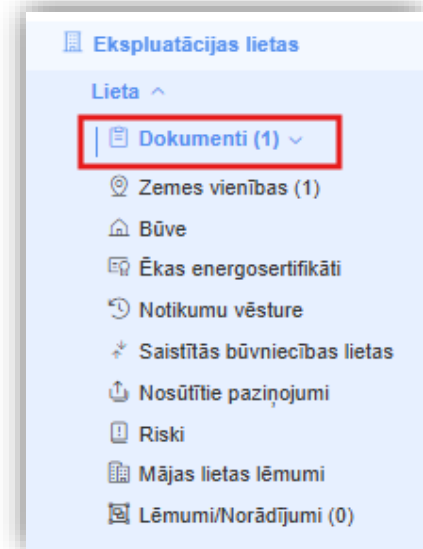 Ekspluatācijas lietas
Lieta
Dokumenti (1)
Zemes vienības (1)
Būve
Ēkas energosertifikāti
Notikumu vēsture
Saistītās būvniecības lietas
Nosūtītie paziņojumi
Riski
Mājas lietas lēmumi
Lēmumi/Norādījumi (0)